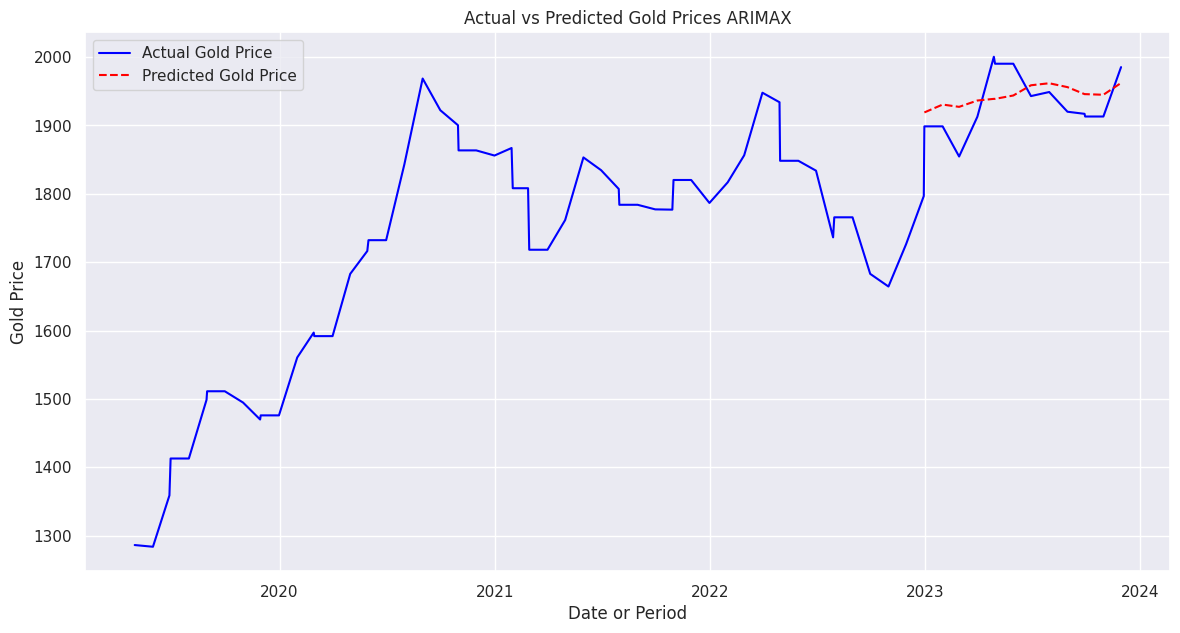 Actual vs Predicted Gold Prices ARIMAX
Actual Gold Price
Predicted Gold Price
Gold Price
2000
1900
1800
1700
1600
1500
1400
1300
2020 2021 2022 2023 2024
Date or Period